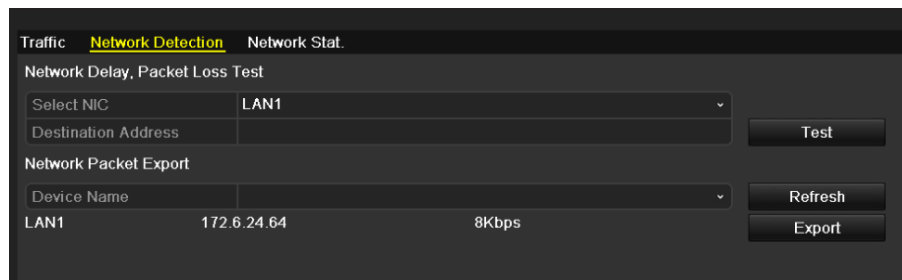 Traffic Network Detection Network Stat.
Network Delay, Packet Loss Test
Select NIC LAN1
Destination Address Test
Network Packet Export
Device Name Refresh
LAN1 172.6.24.64 8Kbps Export